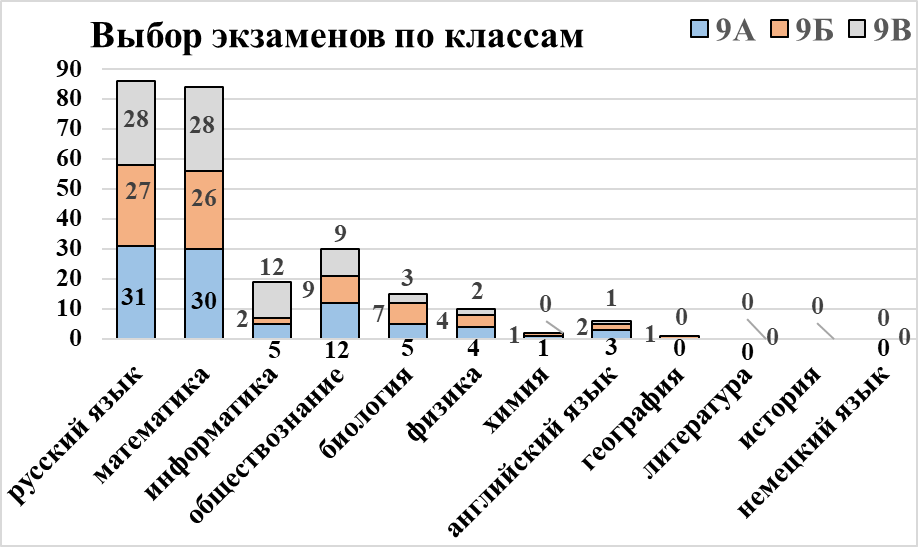 Выбор экзаменов по классам
9А 9Б 9В
90
80
70
60
50
40
30
20
10
0
28 28 12 9 3 2 0 1 0 0 0 0
27 26 2 9 7 4 1 2 1 0 0
31 30 5 12 5 4 1 3 0 0 0
русский язык
математика
информатика
обществознание
биология
физика
химия
английский язык
география
литература
история
немецкий язык